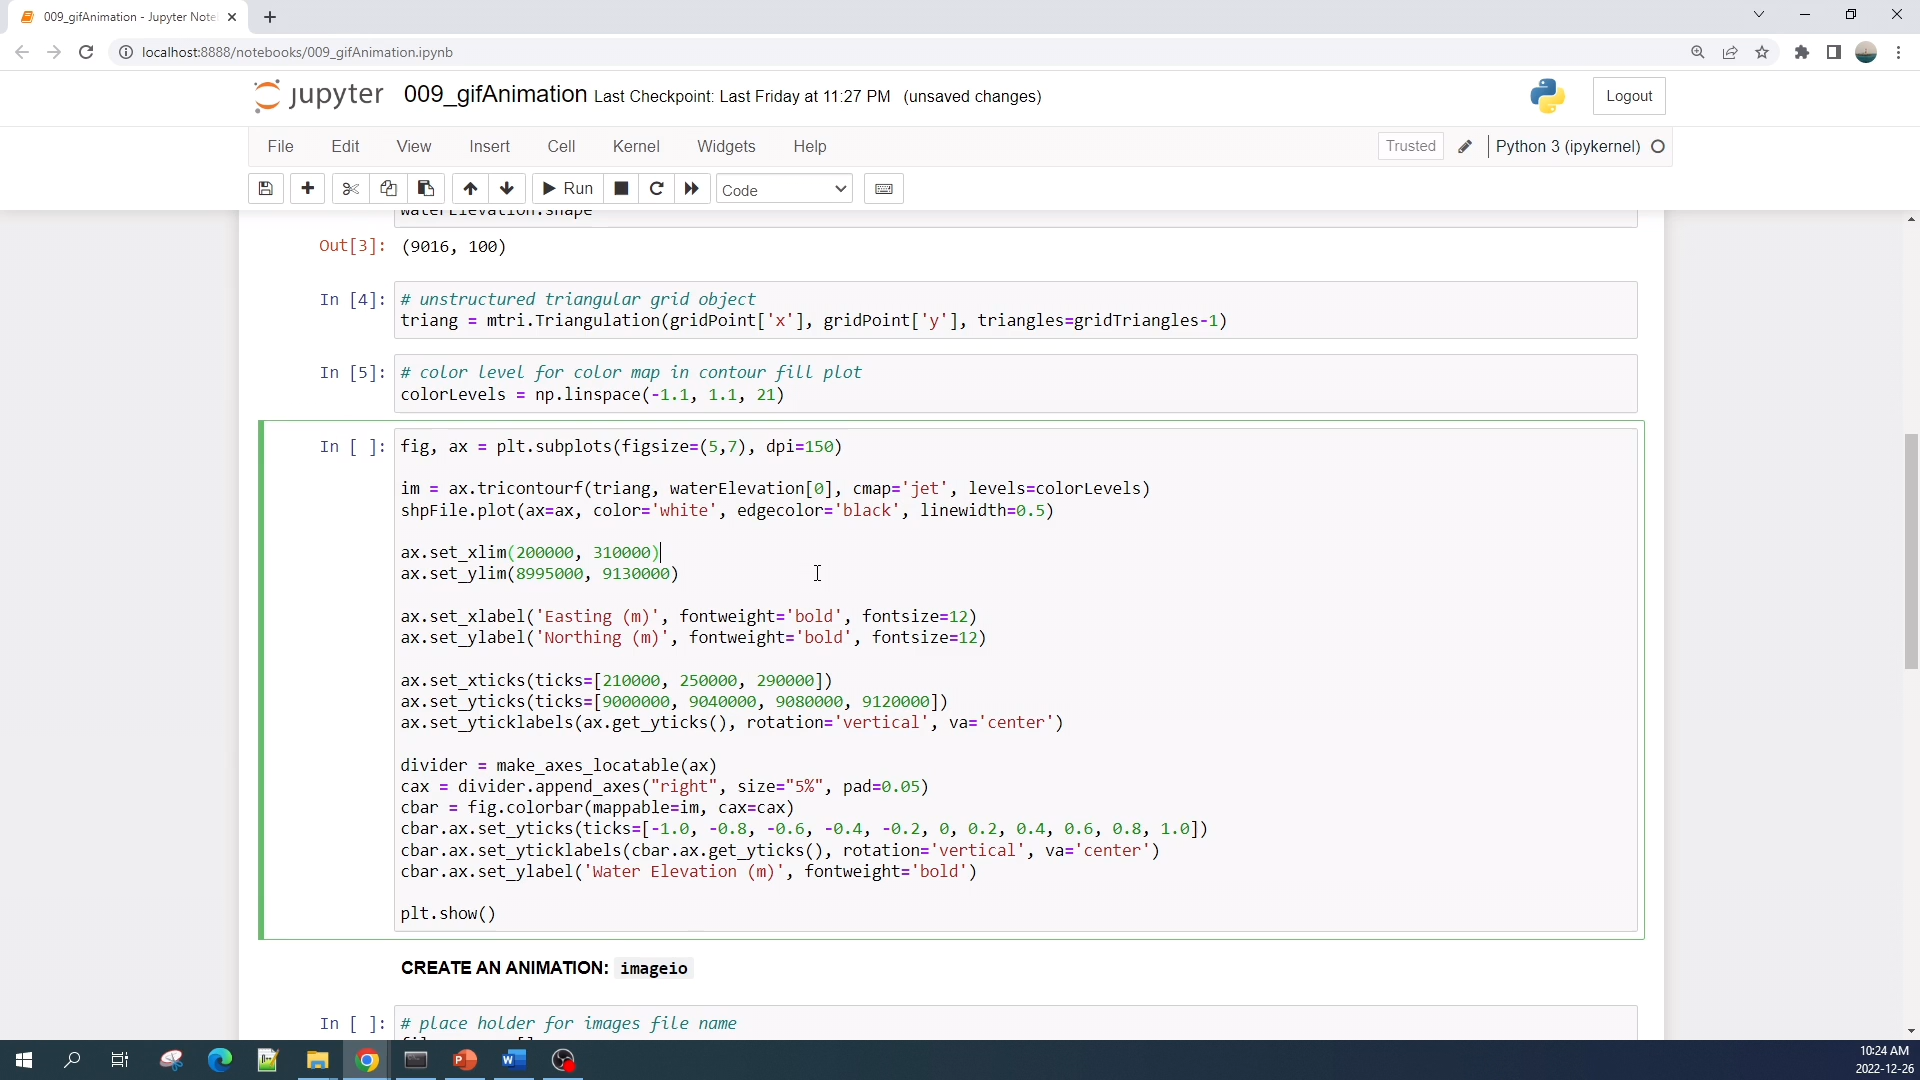 009_gifAnimation - Jupyter Note
localhost:8888/notebooks/009_gifAnimation.ipynb
jupyter 009_gifAnimation Last Checkpoint: Last Friday at 11:27 PM (unsaved changes)
Logout
File Edit View Insert Cell Kernel Widgets Help
Trusted
Python 3 (ipykernel)
Run
Code
waterElevation.shape
Out[3]: (9016, 100)
In [4]: # unstructured triangular grid object
triang = mtri.Triangulation(gridPoint['x'], gridPoint['y'], triangles=gridTriangles-1)
In [5]: # color level for color map in contour fill plot
colorLevels = np.linspace(-1.1, 1.1, 21)
In [ ]: fig, ax = plt.subplots(figsize=(5,7), dpi=150)
im = ax.tricontourf(triang, waterElevation[0], cmap='jet', levels=colorLevels)
shpFile.plot(ax=ax, color='white', edgecolor='black', linewidth=0.5)
ax.set_xlim(200000, 310000)
ax.set_ylim(8995000, 9130000)
ax.set_xlabel('Easting (m)', fontweight='bold', fontsize=12)
ax.set_ylabel('Northing (m)', fontweight='bold', fontsize=12)
ax.set_xticks(ticks=[210000, 250000, 290000])
ax.set_yticks(ticks=[9000000, 9040000, 9080000, 9120000])
ax.set_yticklabels(ax.get_yticks(), rotation='vertical', va='center')
divider = make_axes_locatable(ax)
cax = divider.append_axes("right", size="5%", pad=0.05)
cbar = fig.colorbar(mappable=im, cax=cax)
cbar.ax.set_yticks(ticks=[-1.0, -0.8, -0.6, -0.4, -0.2, 0, 0.2, 0.4, 0.6, 0.8, 1.0])
cbar.ax.set_yticklabels(cbar.ax.get_yticks(), rotation='vertical', va='center')
cbar.ax.set_ylabel('Water Elevation (m)', fontweight='bold')
plt.show()
CREATE AN ANIMATION: imageio
In [ ]: # place holder for images file name
10:24 AM
2022-12-26